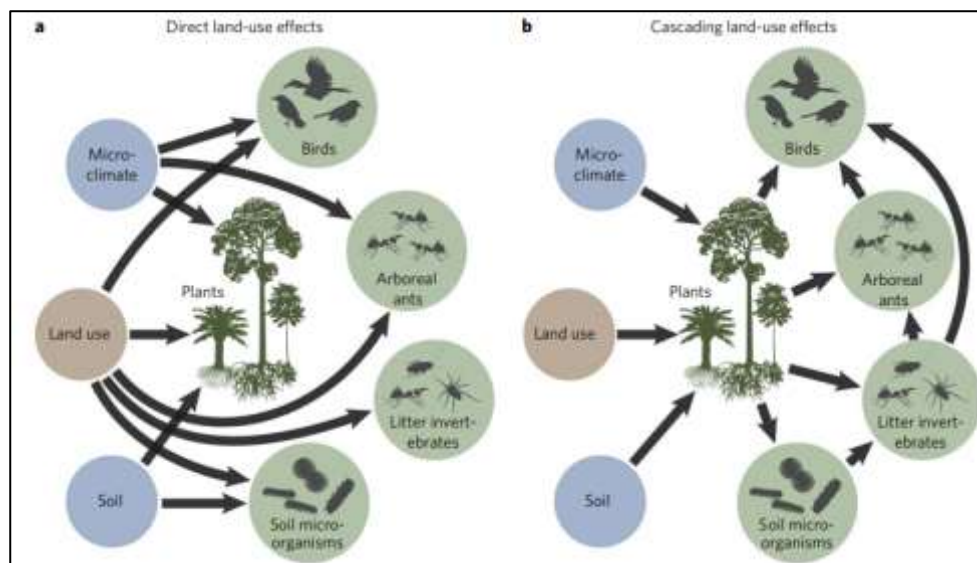 a Direct land-use effects
Birds
Micro-
climate
Arboreal
ants
Plants
Land use
Litter invert-
ebrates
Soil
Soil micro-
organisms
b Cascading land-use effects
Birds
Micro-
climate
Arboreal
ants
Plants
Land use
Litter invert-
ebrates
Soil
Soil micro-
organisms